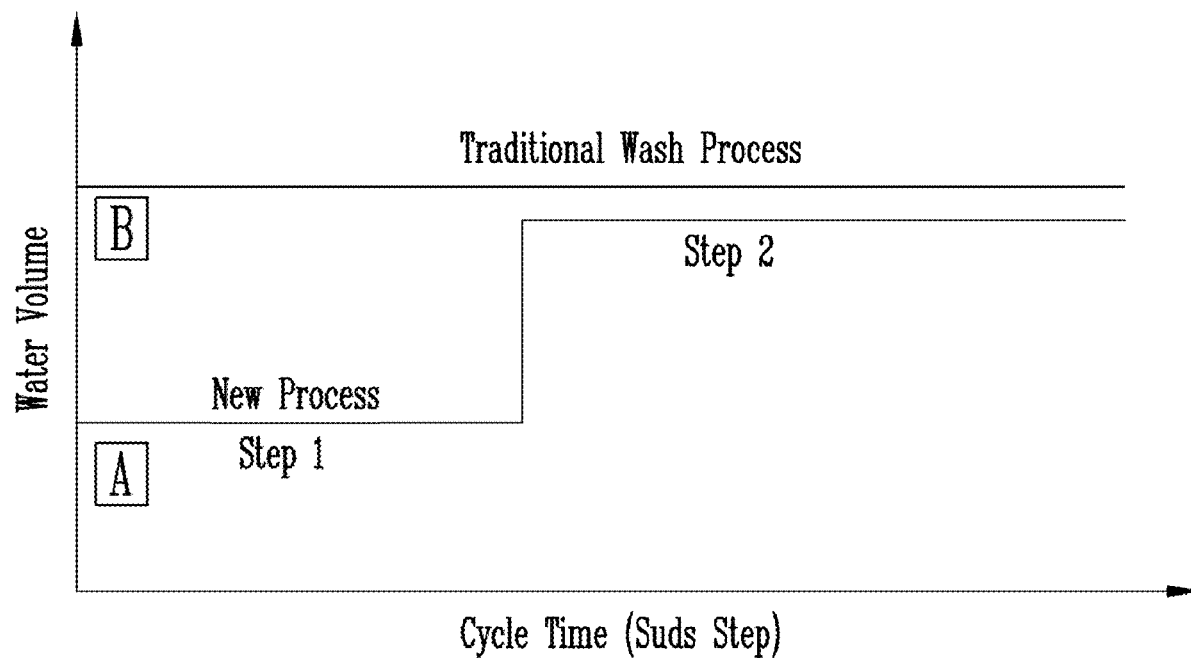 Traditional Wash Process
B
Step 2
Water Volume
New Process
Step 1
A
Cycle Time (Suds Step)